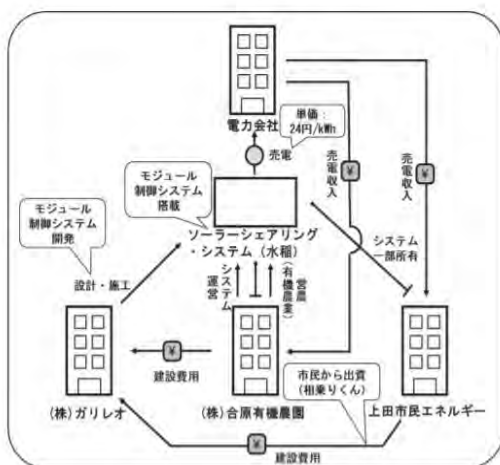 電力会社
単価：
24円/kWh
売電
モジュール
制御システム
搭載
モジュール
制御システム
開発
ソーラーシェアリング
・システム（水稲）
設計・施工
システム
運営
営農
(有機農業)
¥
売電
収入
¥
売電
収入
システム
一部所有
¥
建設費用
市民から出資
（相乗りくん）
(株)ガリレオ
(株)合原有機農園
上田市民エネルギー
¥
建設費用